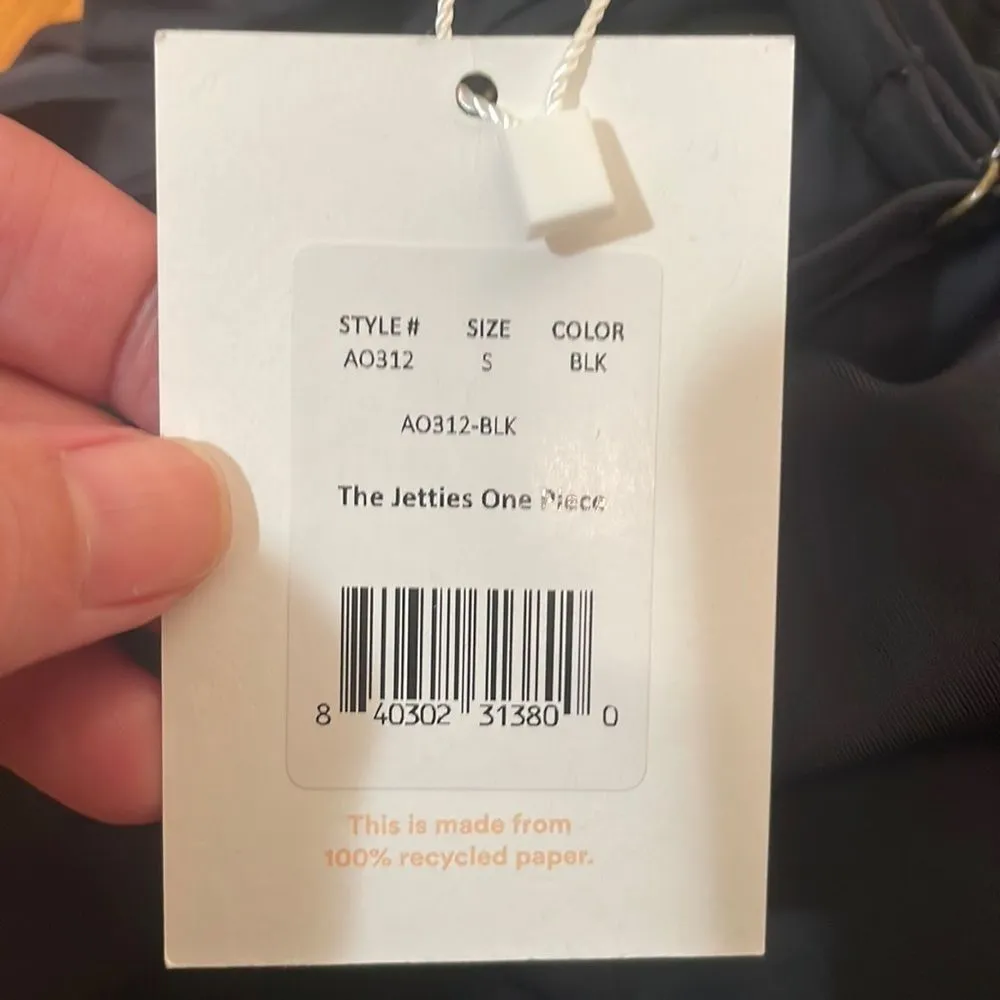 STYLE # SIZE COLOR
AO312 S BLK
AO312-BLK
The Jetties One Piece
8 40302 31380 0
This is made from
100% recycled paper.